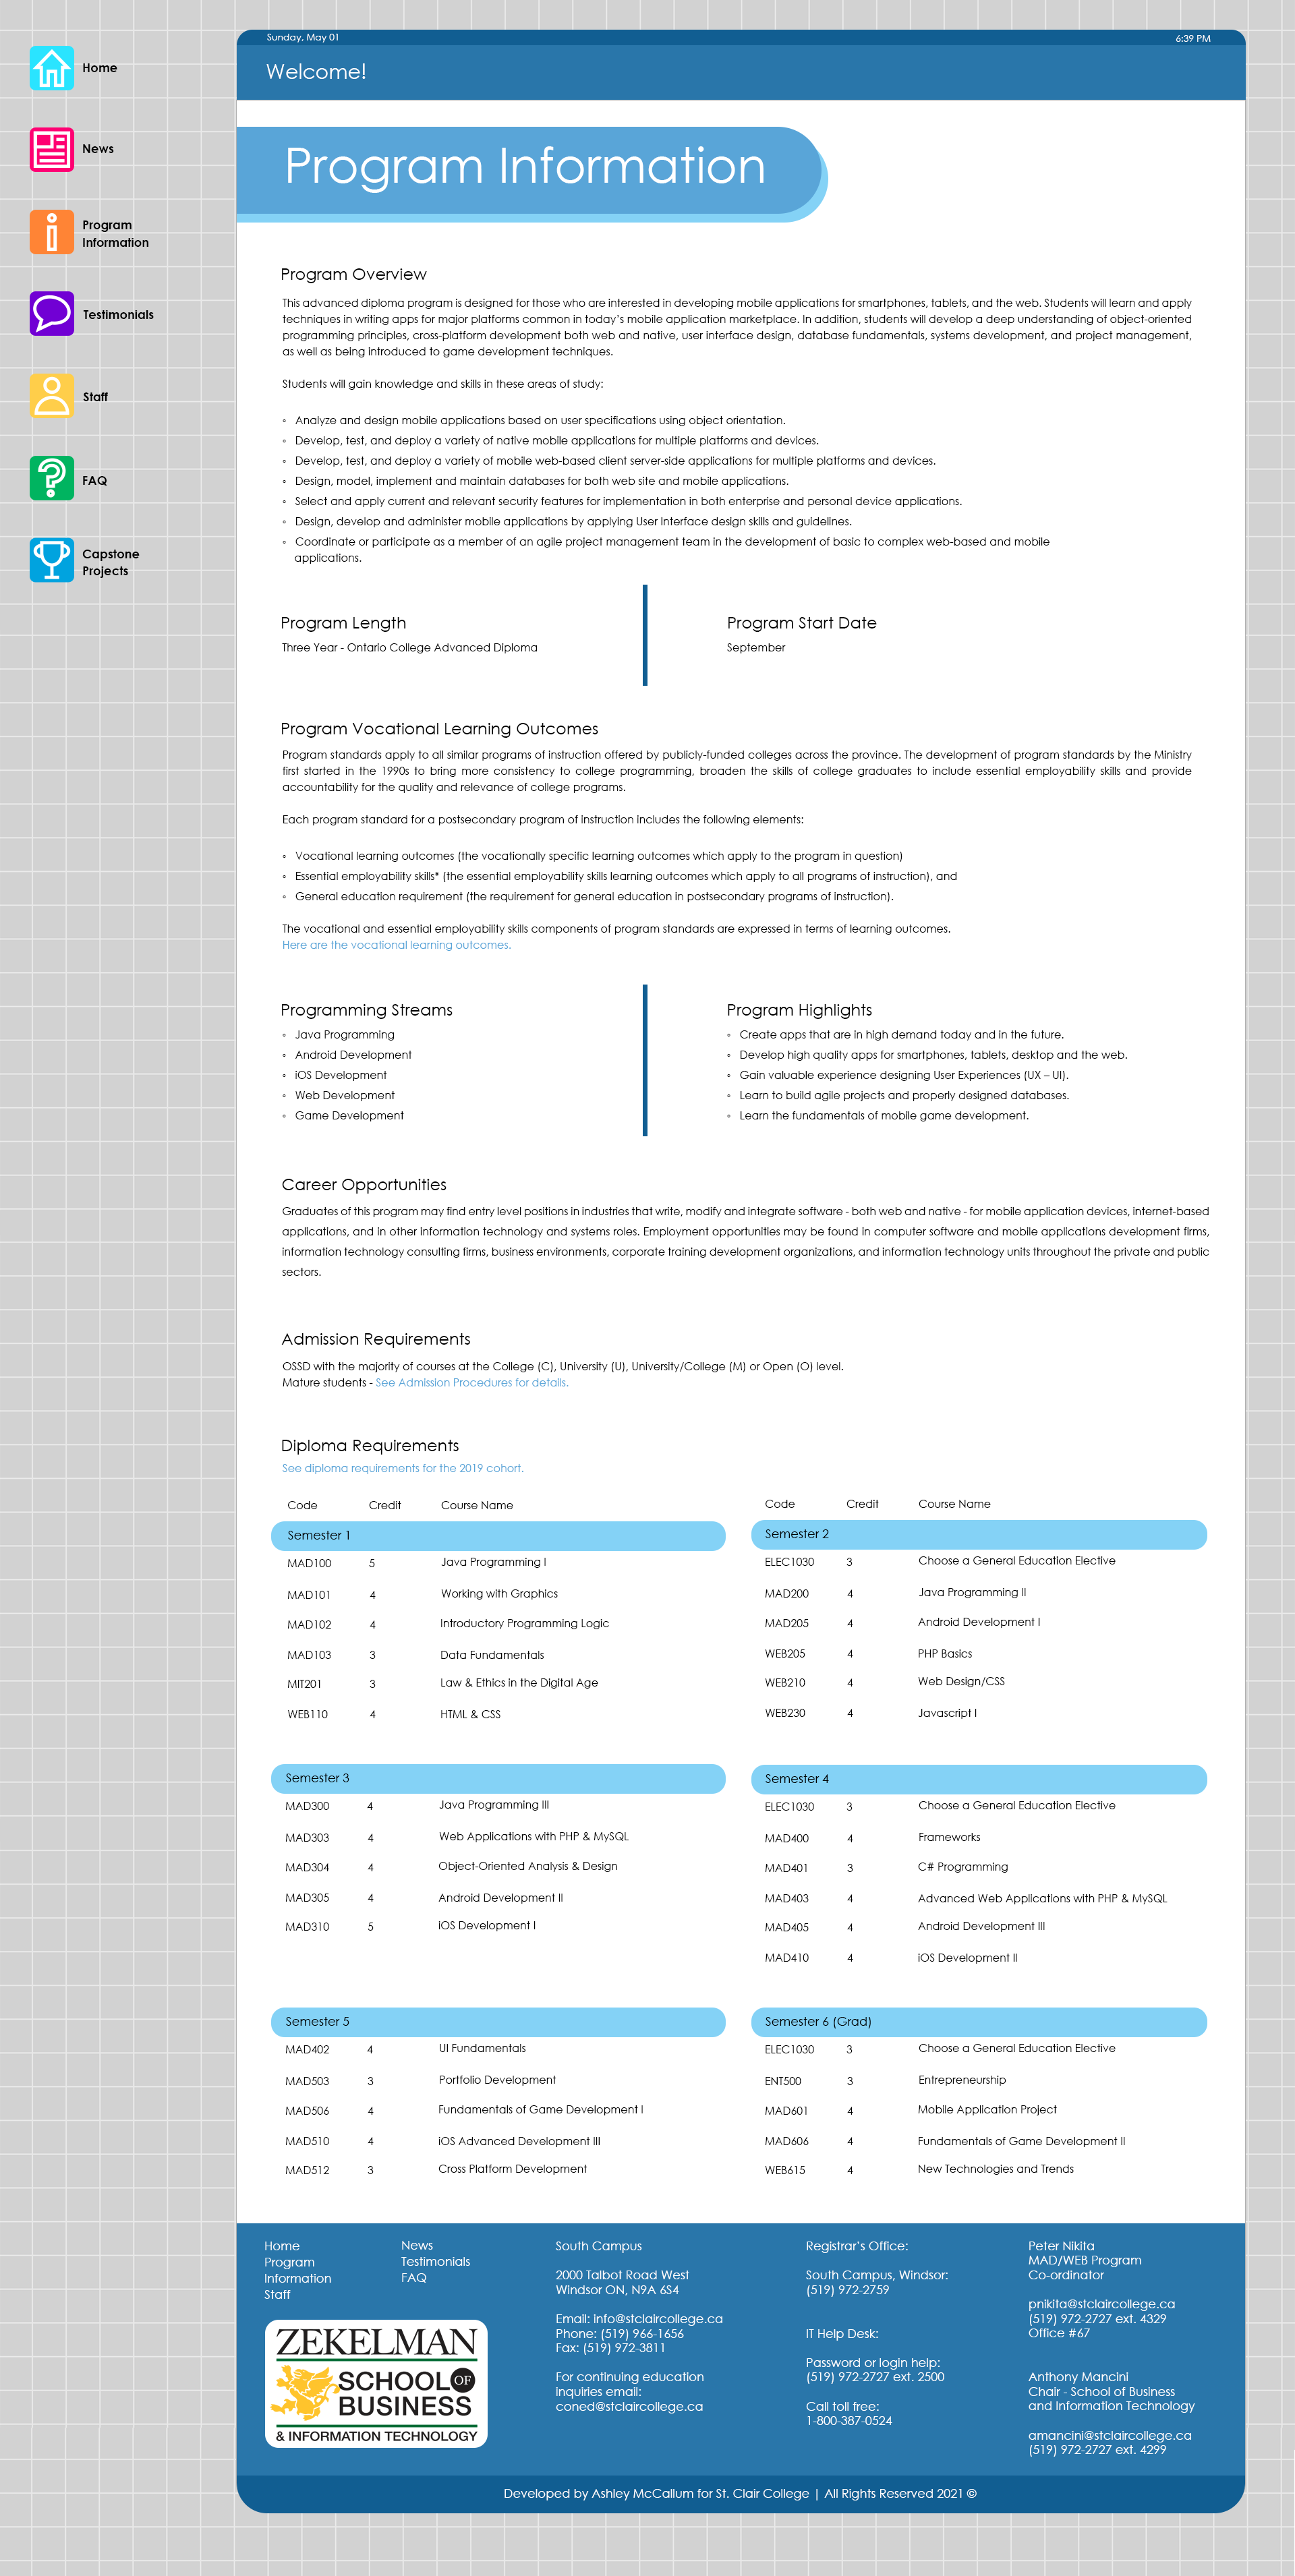 Sunday, May 01
6:39 PM
Welcome!
Home
News
Program
Information
Testimonials
Staff
FAQ
Capstone
Projects
Program Information
Program Overview
This advanced diploma program is designed for those who are interested in developing mobile applications for smartphones, tablets, and the web. Students will learn and apply
techniques in writing apps for major platforms common in today's mobile application marketplace. In addition, students will develop a deep understanding of object-oriented
programming principles, cross-platform development both web and native, user interface design, database fundamentals, systems development, and project management,
as well as being introduced to game development techniques.
Students will gain knowledge and skills in these areas of study:
◦ Analyze and design mobile applications based on user specifications using object orientation.
◦ Develop, test, and deploy a variety of native mobile applications for multiple platforms and devices.
◦ Develop, test, and deploy a variety of mobile web-based client server-side applications for multiple platforms and devices.
◦ Design, model, implement and maintain databases for both web site and mobile applications.
◦ Select and apply current and relevant security features for implementation in both enterprise and personal device applications.
◦ Design, develop and administer mobile applications by applying User Interface design skills and guidelines.
◦ Coordinate or participate as a member of an agile project management team in the development of basic to complex web-based and mobile
applications.
Program Length
Three Year - Ontario College Advanced Diploma
Program Start Date
September
Program Vocational Learning Outcomes
Program standards apply to all similar programs of instruction offered by publicly-funded colleges across the province. The development of program standards by the Ministry
first started in the 1990s to bring more consistency to college programming, broaden the skills of college graduates to include essential employability skills and provide
accountability for the quality and relevance of college programs.
Each program standard for a postsecondary program of instruction includes the following elements:
◦ Vocational learning outcomes (the vocationally specific learning outcomes which apply to the program in question)
◦ Essential employability skills* (the essential employability skills learning outcomes which apply to all programs of instruction), and
◦ General education requirement (the requirement for general education in postsecondary programs of instruction).
The vocational and essential employability skills components of program standards are expressed in terms of learning outcomes.
Here are the vocational learning outcomes.
Programming Streams
◦ Java Programming
◦ Android Development
◦ iOS Development
◦ Web Development
◦ Game Development
Program Highlights
◦ Create apps that are in high demand today and in the future.
◦ Develop high quality apps for smartphones, tablets, desktop and the web.
◦ Gain valuable experience designing User Experiences (UX – UI).
◦ Learn to build agile projects and properly designed databases.
◦ Learn the fundamentals of mobile game development.
Career Opportunities
Graduates of this program may find entry level positions in industries that write, modify and integrate software - both web and native - for mobile application devices, internet-based
applications, and in other information technology and systems roles. Employment opportunities may be found in computer software and mobile applications development firms,
information technology consulting firms, business environments, corporate training development organizations, and information technology units throughout the private and public
sectors.
Admission Requirements
OSSD with the majority of courses at the College (C), University (U), University/College (M) or Open (O) level.
Mature students - See Admission Procedures for details.
Diploma Requirements
See diploma requirements for the 2019 cohort.
Code Credit Course Name
Semester 1
MAD100 5 Java Programming I
MAD101 4 Working with Graphics
MAD102 4 Introductory Programming Logic
MAD103 3 Data Fundamentals
MIT201 3 Law & Ethics in the Digital Age
WEB110 4 HTML & CSS
Code Credit Course Name
Semester 2
ELEC1030 3 Choose a General Education Elective
MAD200 4 Java Programming II
MAD205 4 Android Development I
WEB205 4 PHP Basics
WEB210 4 Web Design/CSS
WEB230 4 Javascript I
Semester 3
MAD300 4 Java Programming III
MAD303 4 Web Applications with PHP & MySQL
MAD304 4 Object-Oriented Analysis & Design
MAD305 4 Android Development II
MAD310 5 iOS Development I
Semester 4
ELEC1030 3 Choose a General Education Elective
MAD400 4 Frameworks
MAD401 3 C# Programming
MAD403 4 Advanced Web Applications with PHP & MySQL
MAD405 4 Android Development III
MAD410 4 iOS Development II
Semester 5
MAD402 4 UI Fundamentals
MAD503 3 Portfolio Development
MAD506 4 Fundamentals of Game Development I
MAD510 4 iOS Advanced Development III
MAD512 3 Cross Platform Development
Semester 6 (Grad)
ELEC1030 3 Choose a General Education Elective
ENT500 3 Entrepreneurship
MAD601 4 Mobile Application Project
MAD606 4 Fundamentals of Game Development II
WEB615 4 New Technologies and Trends
Home
Program
Information
Staff
News
Testimonials
FAQ
ZEKELMAN
SCHOOL OF
BUSINESS
& INFORMATION TECHNOLOGY
South Campus
2000 Talbot Road West
Windsor ON, N9A 6S4
Email: info@stclaircollege.ca
Phone: (519) 966-1656
Fax: (519) 972-3811
For continuing education
inquiries email:
coned@stclaircollege.ca
Registrar's Office:
South Campus, Windsor:
(519) 972-2759
IT Help Desk:
Password or login help:
(519) 972-2727 ext. 2500
Call toll free:
1-800-387-0524
Peter Nikita
MAD/WEB Program
Co-ordinator
pnikita@stclaircollege.ca
(519) 972-2727 ext. 4329
Office #67
Anthony Mancini
Chair - School of Business
and Information Technology
amancini@stclaircollege.ca
(519) 972-2727 ext. 4299
Developed by Ashley McCallum for St. Clair College | All Rights Reserved 2021 ©